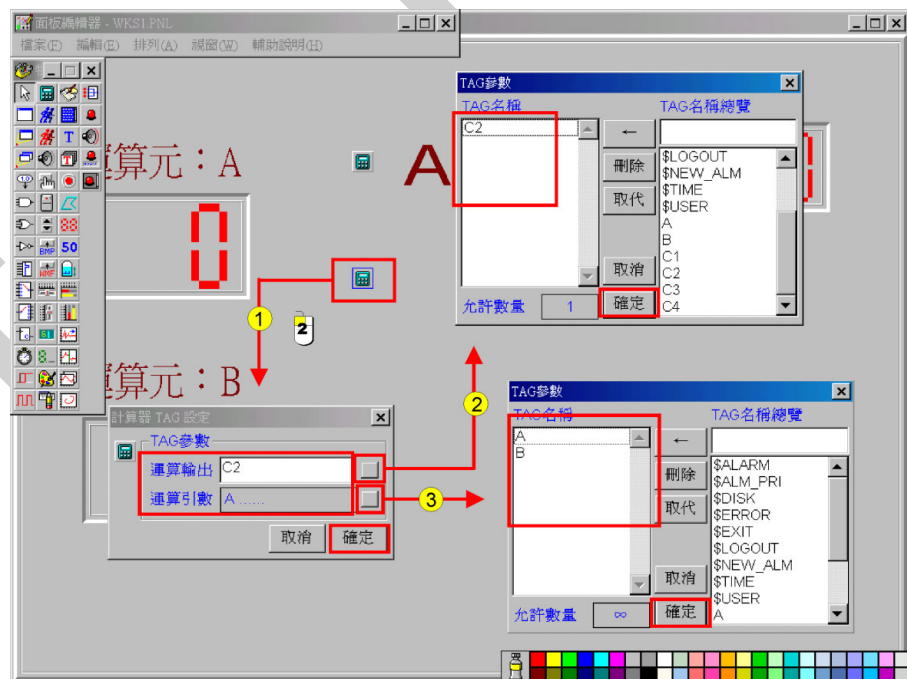 面板編輯器 - WKS1.PNL
檔案(F) 編輯(E) 排列(A) 視窗(W) 輔助說明(H)
T
50
運算元：A
A
0
1
2
運算元：B
TAG參數
TAG名稱
TAG名稱總覽
C2
←
刪除
取代
取消
確定
$LOGOUT
$NEW_ALM
$TIME
$USER
A
B
C1
C2
C3
C4
允許數量 1
2
計算器 TAG 設定
TAG參數
運算輸出 C2
運算引數 A ......
取消 確定
3
TAG參數
TAG名稱
TAG名稱總覽
A
B
←
刪除
取代
取消
確定
$ALARM
$ALM_PRI
$DISK
$ERROR
$EXIT
$LOGOUT
$NEW_ALM
$TIME
$USER
A
允許數量 ∞